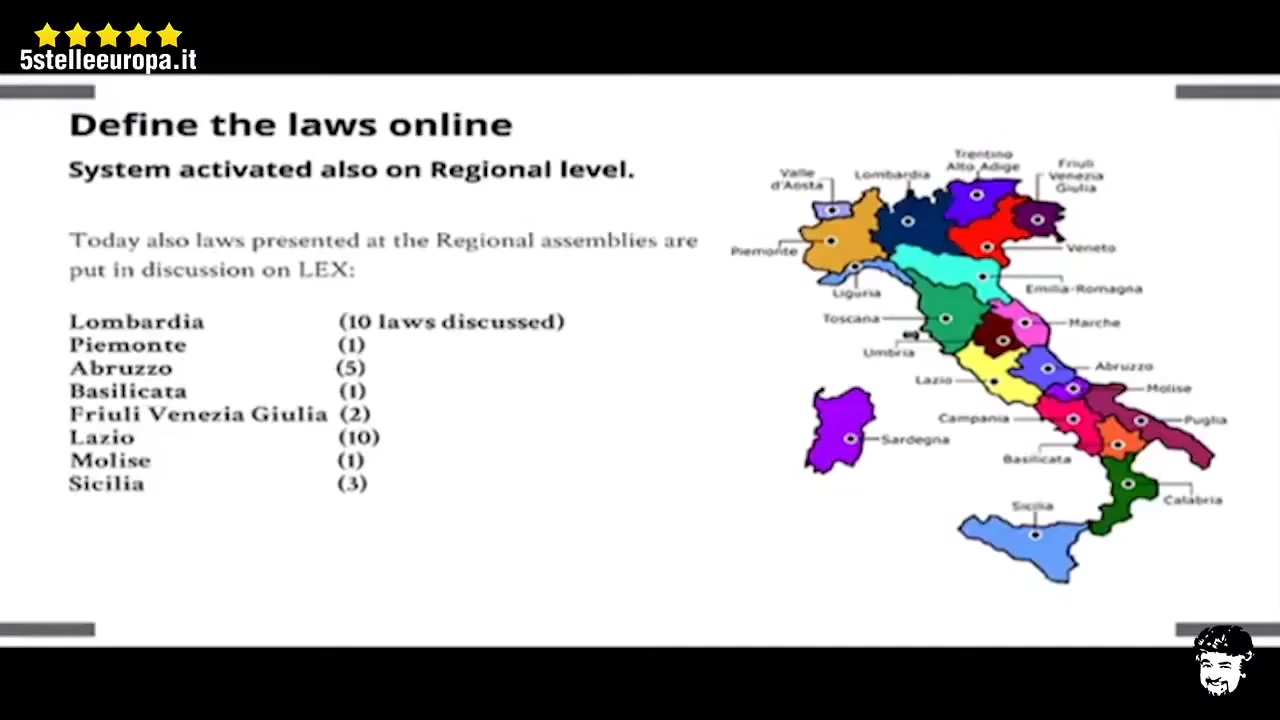 5stelleeuropa.it
Define the laws online
System activated also on Regional level.
Today also laws presented at the Regional assemblies are
put in discussion on LEX:
Lombardia (10 laws discussed)
Piemonte (1)
Abruzzo (5)
Basilicata (1)
Friuli Venezia Giulia (2)
Lazio (10)
Molise (1)
Sicilia (3)
Trentino
Alto Adige
Friuli
Venezia
Giulia
Valle
d'Aosta
Lombardia
Piemonte
Veneto
Liguria
Emilia-Romagna
Toscana
Marche
Umbria
Abruzzo
Lazio
Molise
Campania
Puglia
Sardegna
Basilicata
Calabria
Sicilia